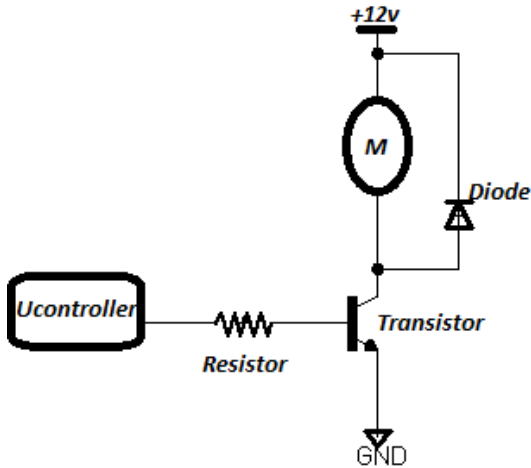 +12v
M
Diode
Ucontroller
Transistor
Resistor
GND